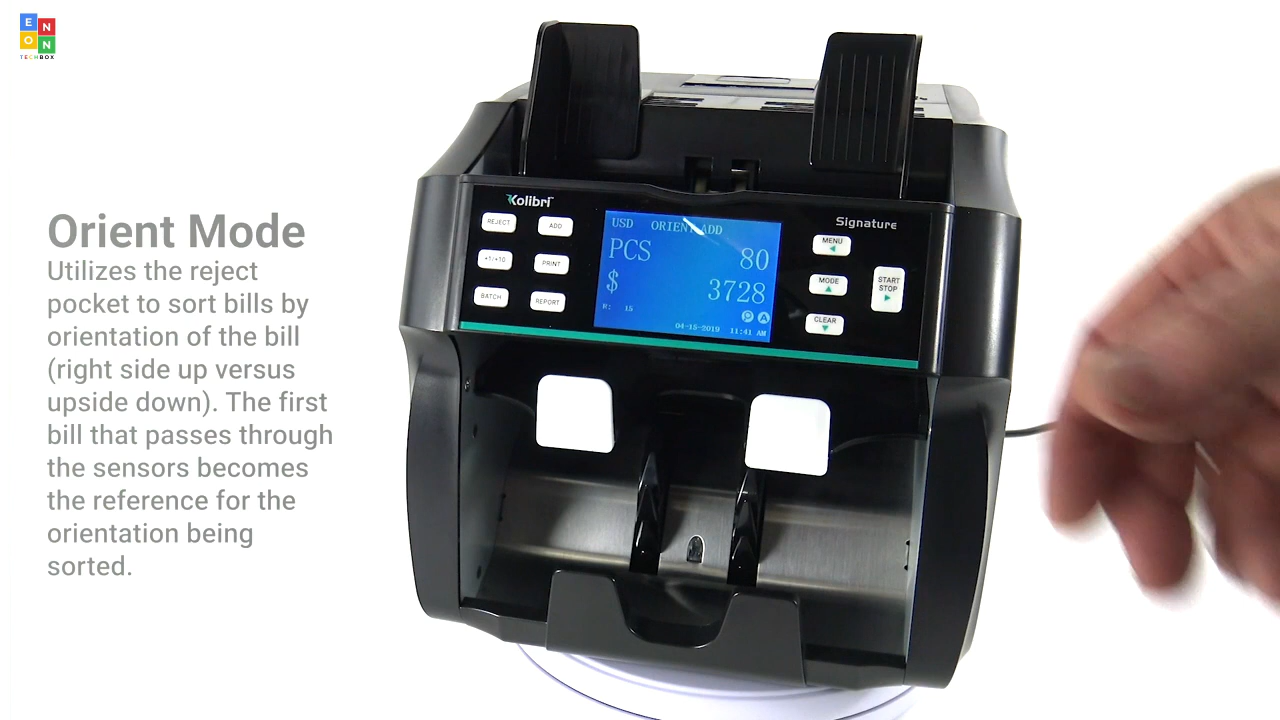 E N
O N
TECHBOX
Orient Mode
Utilizes the reject
pocket to sort bills by
orientation of the bill
(right side up versus
upside down). The first
bill that passes through
the sensors becomes
the reference for the
orientation being
sorted.
Kolibri
Signature
REJECT
ADD
+1/+10
PRINT
BATCH
REPORT
USD ORIENT ADD
PCS 80
$ 3728
R: 15
04-15-2019 11:41 AM
MENU
MODE
CLEAR
START
STOP